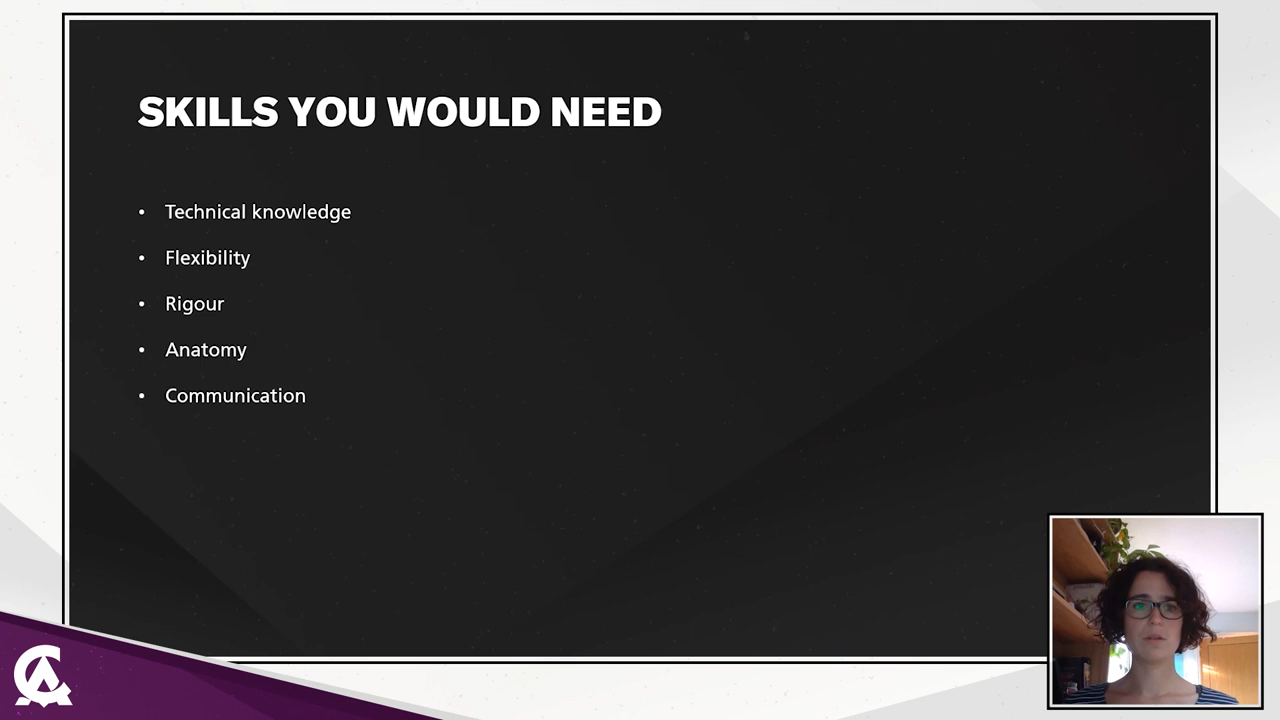 SKILLS YOU WOULD NEED
• Technical knowledge
• Flexibility
• Rigour
• Anatomy
• Communication